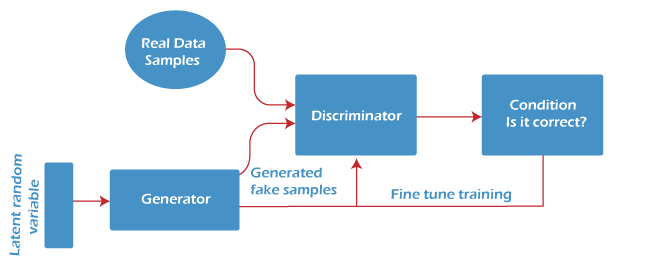 Real Data
Samples
Discriminator
Condition
Is it correct?
Generated
fake samples
Generator
Fine tune training
Latent random
variable